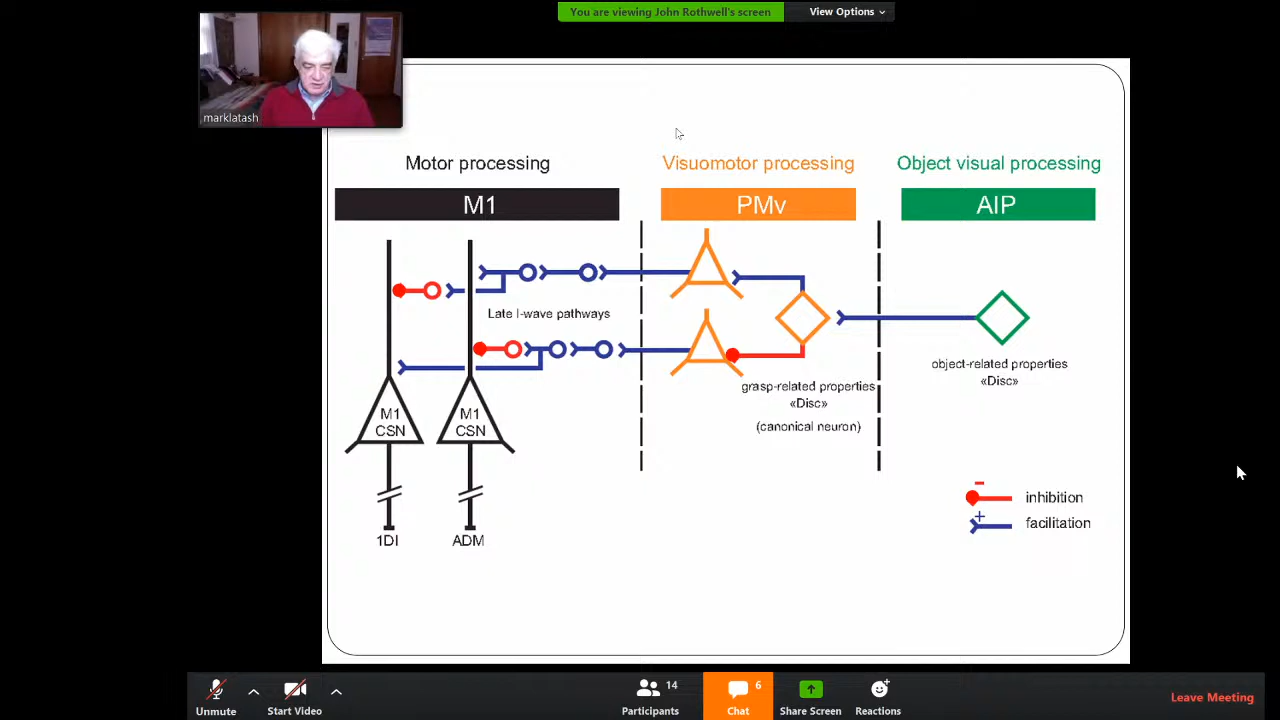 You are viewing John Rothwell's screen
View Options
marklatash
Motor processing
Visuomotor processing
Object visual processing
M1
PMv
AIP
Late I-wave pathways
object-related properties
«Disc»
grasp-related properties
«Disc»
(canonical neuron)
M1
CSN
M1
CSN
− inhibition
+ facilitation
1DI
ADM
Unmute
Start Video
Participants
14
Chat
6
Share Screen
Reactions
Leave Meeting